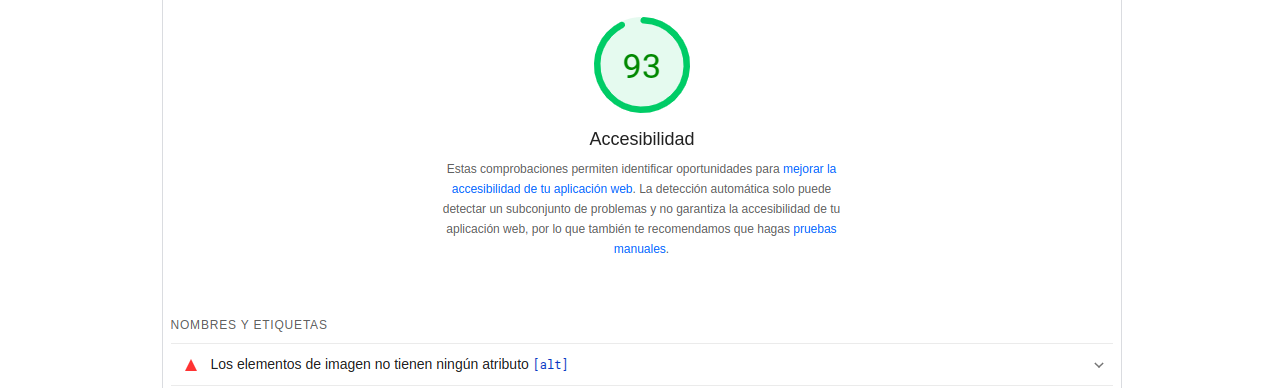 93
Accesibilidad
Estas comprobaciones permiten identificar oportunidades para mejorar la
accesibilidad de tu aplicación web. La detección automática solo puede
detectar un subconjunto de problemas y no garantiza la accesibilidad de tu
aplicación web, por lo que también te recomendamos que hagas pruebas
manuales.
NOMBRES Y ETIQUETAS
Los elementos de imagen no tienen ningún atributo [alt]